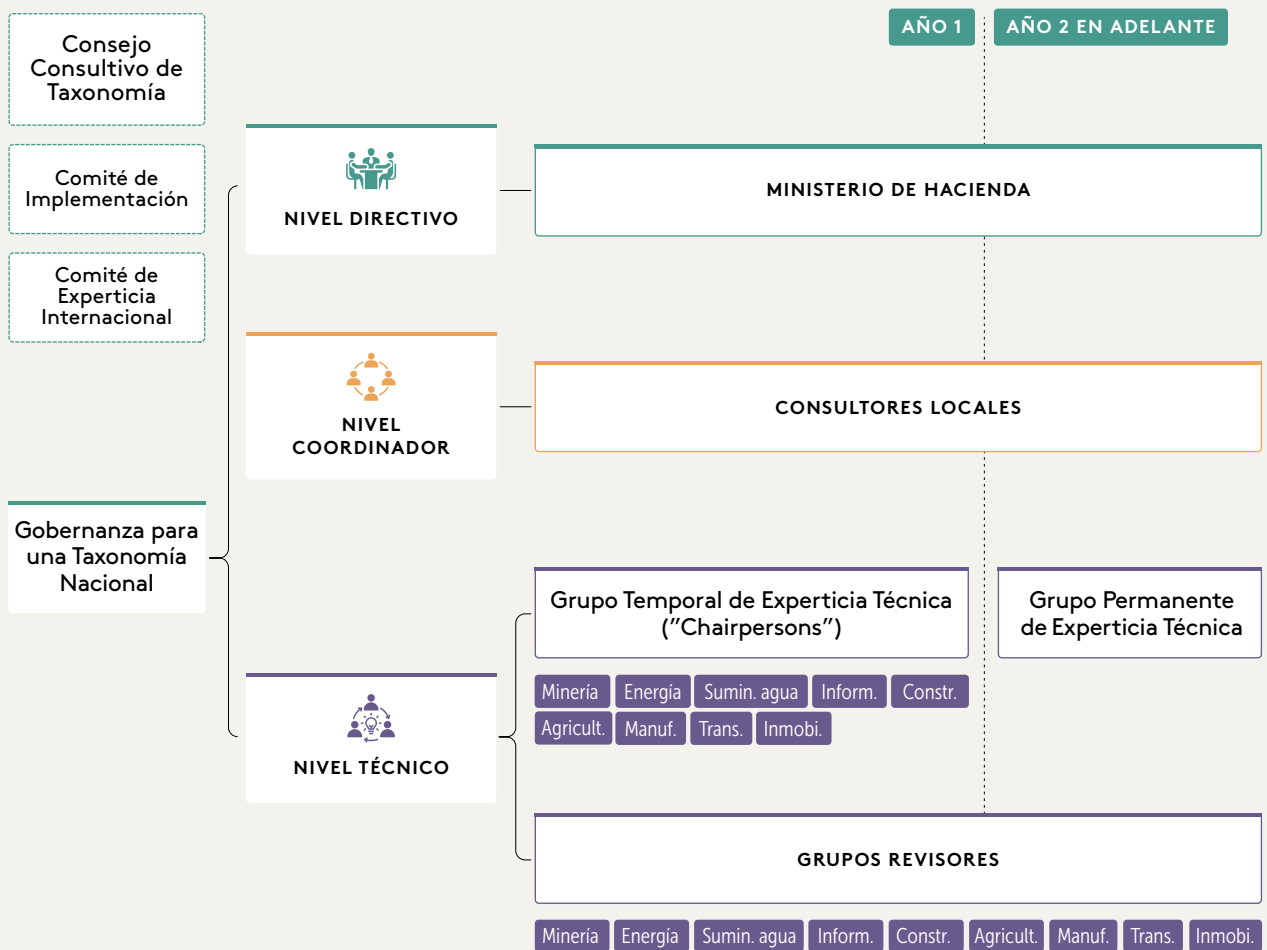 Consejo
Consultivo de
Taxonomía
Comité de
Implementación
Comité de
Experticia
Internacional
Gobernanza para
una Taxonomía
Nacional
AÑO 1
AÑO 2 EN ADELANTE
NIVEL DIRECTIVO
MINISTERIO DE HACIENDA
NIVEL
COORDINADOR
CONSULTORES LOCALES
NIVEL TÉCNICO
Grupo Temporal de Experticia Técnica
("Chairpersons")
Grupo Permanente
de Experticia Técnica
Minería Energía Sumin. agua Inform. Constr.
Agricult. Manuf. Trans. Inmobi.
GRUPOS REVISORES
Minería Energía Sumin. agua Inform. Constr. Agricult. Manuf. Trans. Inmobi.